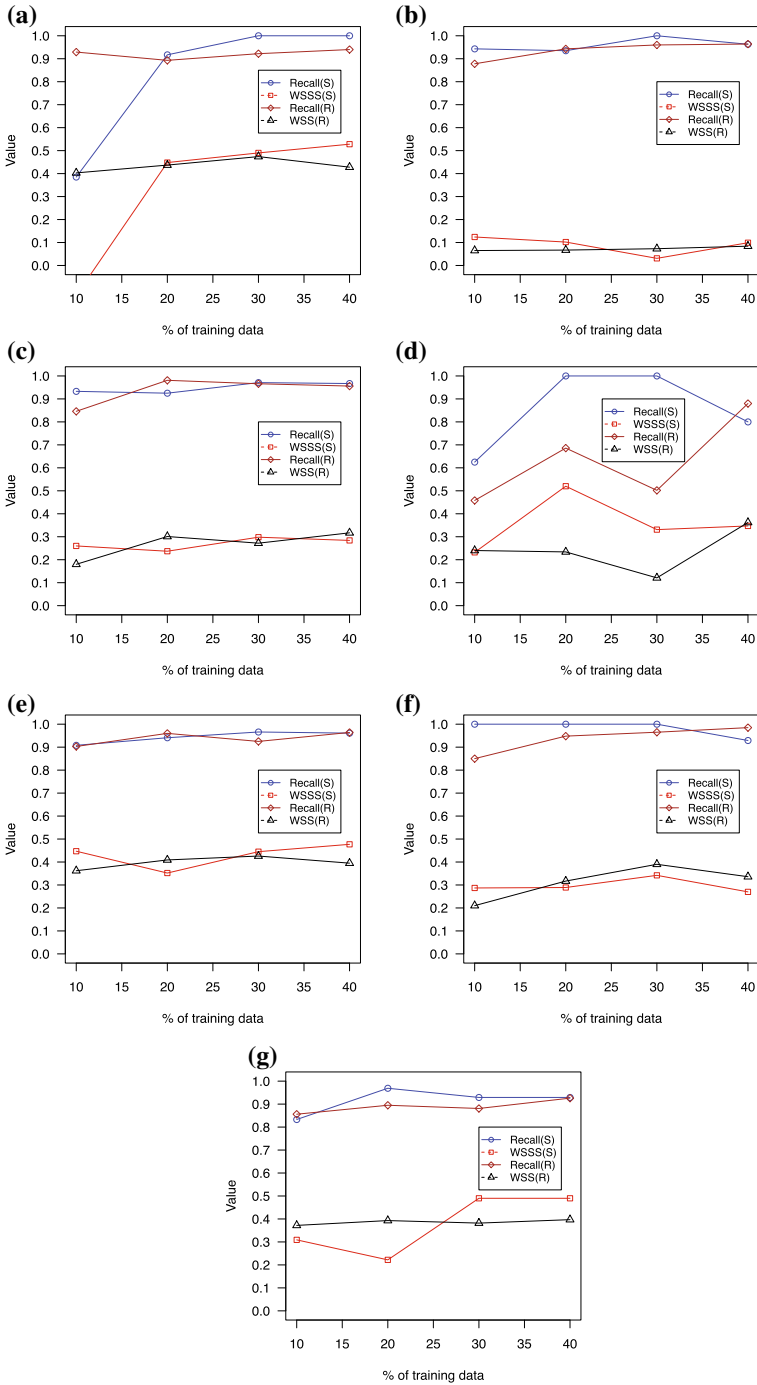 (a)
1.0
0.9
0.8
0.7
0.6
0.5
0.4
0.3
0.2
0.1
0.0
Value
Recall(S)
WSSS(S)
Recall(R)
WSS(R)
10 15 20 25 30 35 40
% of training data
(b)
1.0
0.9
0.8
0.7
0.6
0.5
0.4
0.3
0.2
0.1
0.0
Value
Recall(S)
WSSS(S)
Recall(R)
WSS(R)
10 15 20 25 30 35 40
% of training data
(c)
1.0
0.9
0.8
0.7
0.6
0.5
0.4
0.3
0.2
0.1
0.0
Value
Recall(S)
WSSS(S)
Recall(R)
WSS(R)
10 15 20 25 30 35 40
% of training data
(d)
1.0
0.9
0.8
0.7
0.6
0.5
0.4
0.3
0.2
0.1
0.0
Value
Recall(S)
WSSS(S)
Recall(R)
WSS(R)
10 15 20 25 30 35 40
% of training data
(e)
1.0
0.9
0.8
0.7
0.6
0.5
0.4
0.3
0.2
0.1
0.0
Value
Recall(S)
WSSS(S)
Recall(R)
WSS(R)
10 15 20 25 30 35 40
% of training data
(f)
1.0
0.9
0.8
0.7
0.6
0.5
0.4
0.3
0.2
0.1
0.0
Value
Recall(S)
WSSS(S)
Recall(R)
WSS(R)
10 15 20 25 30 35 40
% of training data
(g)
1.0
0.9
0.8
0.7
0.6
0.5
0.4
0.3
0.2
0.1
0.0
Value
Recall(S)
WSSS(S)
Recall(R)
WSS(R)
10 15 20 25 30 35 40
% of training data